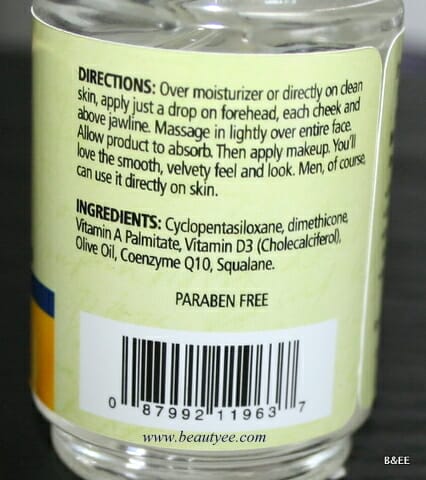 DIRECTIONS: Over moisturizer or directly on clean
skin, apply just a drop on forehead, each cheek and
above jawline. Massage in lightly over entire face.
Allow product to absorb. Then apply makeup. You'll
love the smooth, velvety feel and look. Men, of course,
can use it directly on skin.
INGREDIENTS: Cyclopentasiloxane, dimethicone,
Vitamin A Palmitate, Vitamin D3 (Cholecalciferol),
Olive Oil, Coenzyme Q10, Squalane.
PARABEN FREE
0 87992 11963 7
www.beautyee.com
B&EE